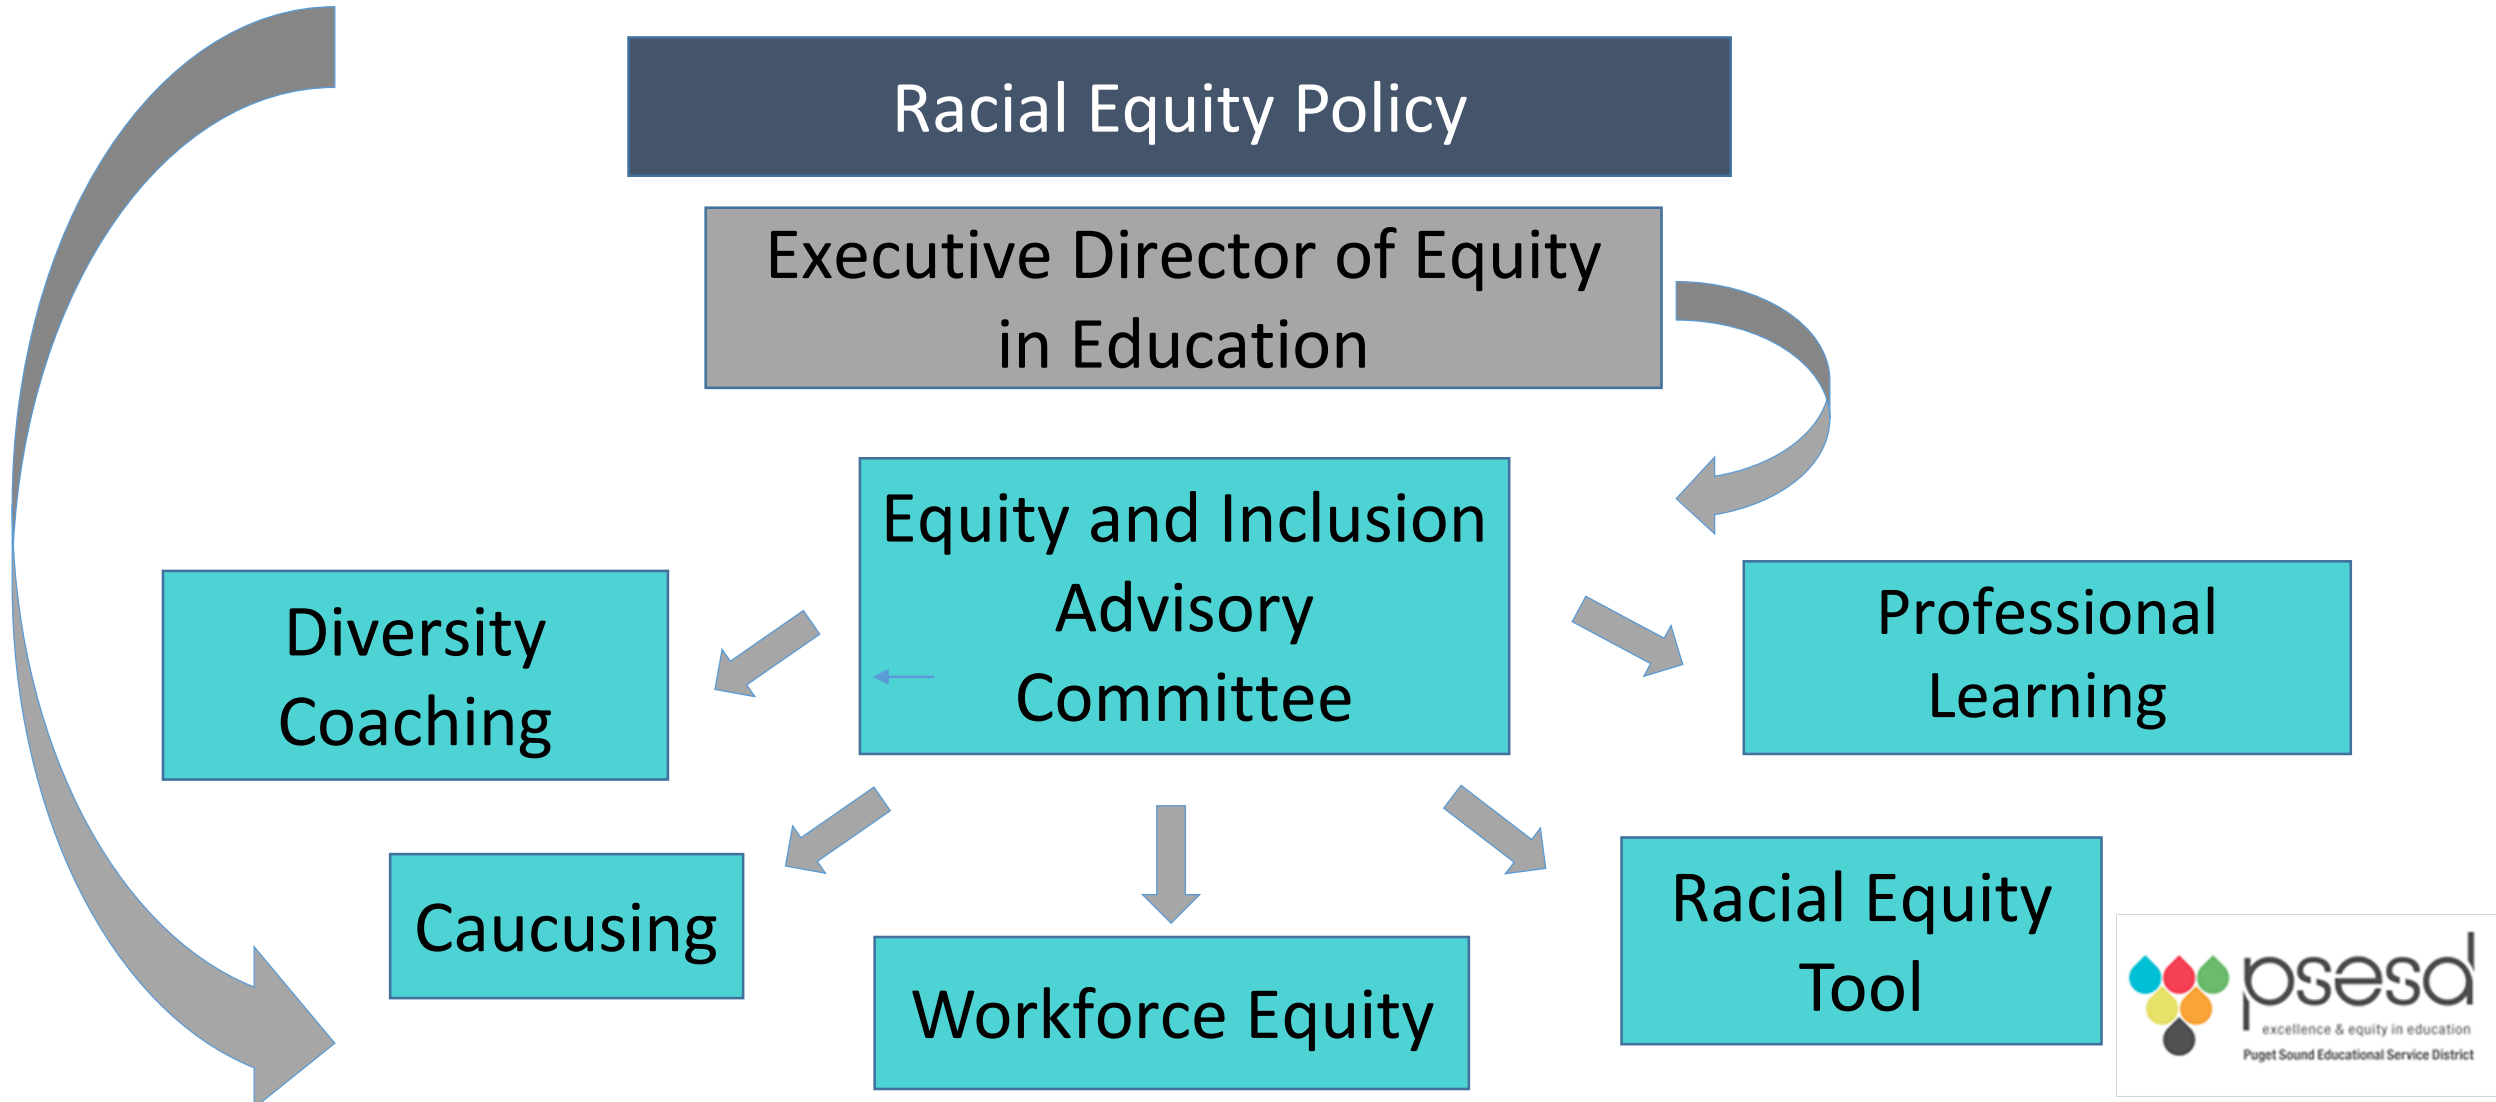 Racial Equity Policy
Executive Director of Equity
in Education
Equity and Inclusion
Advisory
Committee
Diversity
Coaching
Professional
Learning
Caucusing
Workforce Equity
Racial Equity
Tool
psesd
excellence & equity in education
Puget Sound Educational Service District